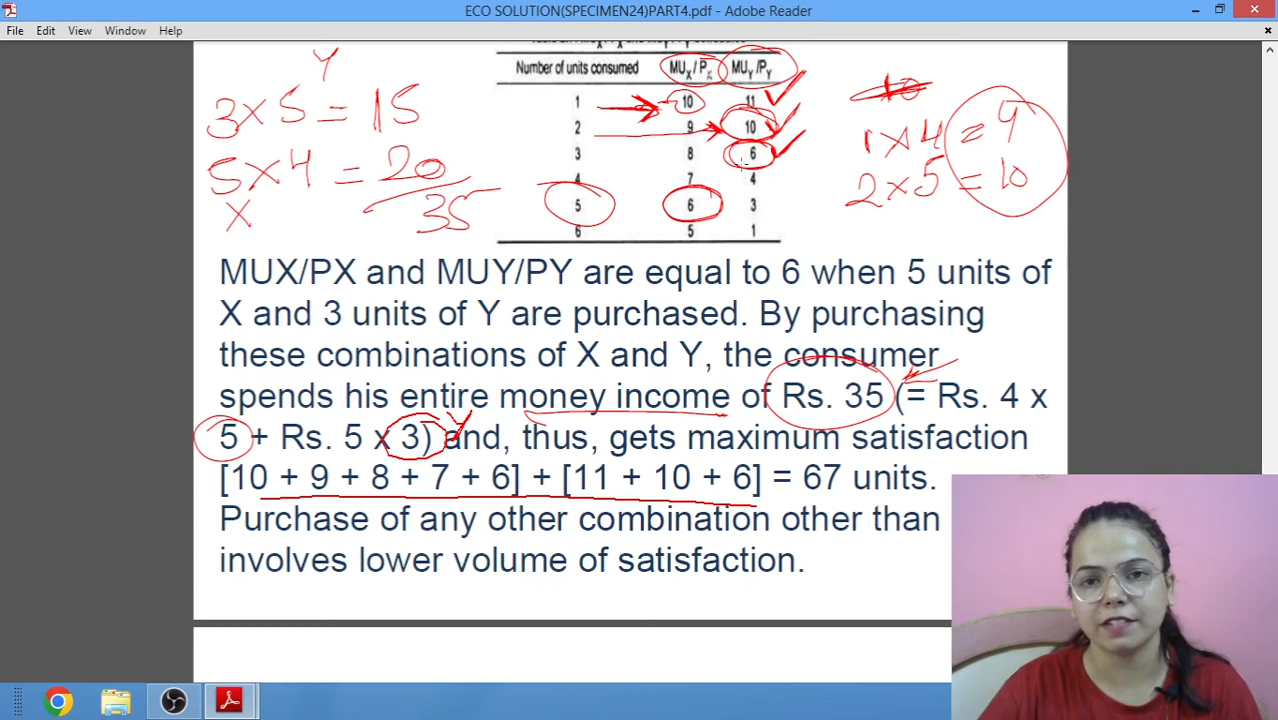 ECO SOLUTION(SPECIMEN24)PART4.pdf - Adobe Reader
File Edit View Window Help
Number of units consumed MUX/PX MUY/PY
1 10 11
2 9 10
3 8 6
4 7 4
5 6 3
6 5 1
Y
3 x 5 = 15
5 x 4 = 20
X 35
10
1 x 4 = 9
2 x 5 = 10
MUX/PX and MUY/PY are equal to 6 when 5 units of
X and 3 units of Y are purchased. By purchasing
these combinations of X and Y, the consumer
spends his entire money income of Rs. 35 (= Rs. 4 x
5 + Rs. 5 x 3) and, thus, gets maximum satisfaction
[10 + 9 + 8 + 7 + 6] + [11 + 10 + 6] = 67 units.
Purchase of any other combination other than
involves lower volume of satisfaction.